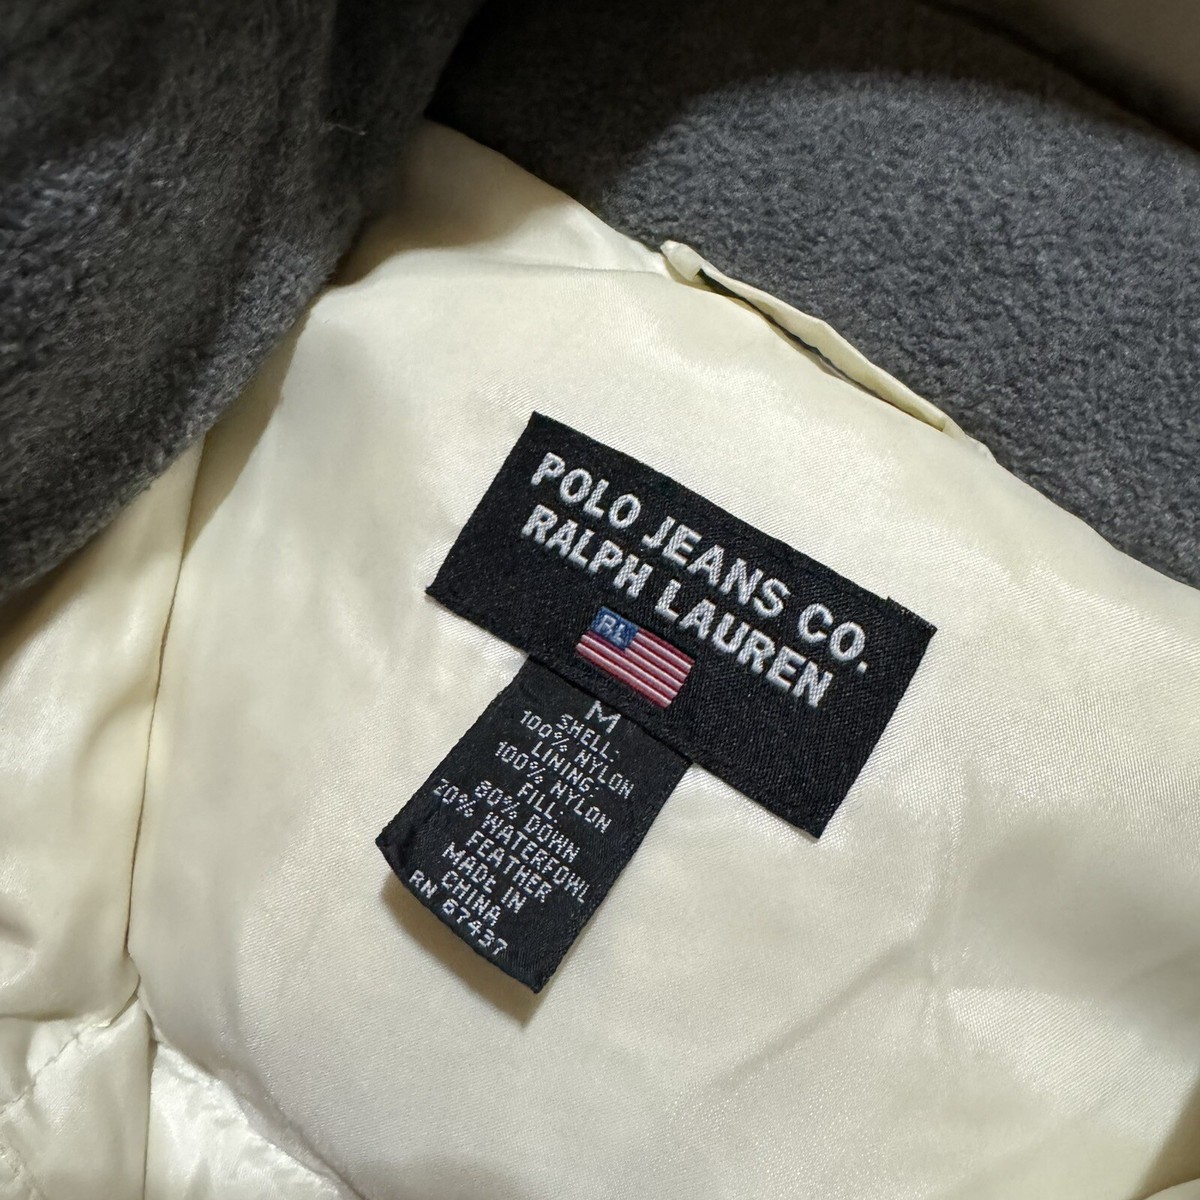 POLO JEANS CO.
RALPH LAUREN
RL
M
SHELL:
100% NYLON
LINING:
100% NYLON
FILL:
80% DOWN
20% WATERFOWL
FEATHER
MADE IN
CHINA
RN 67437